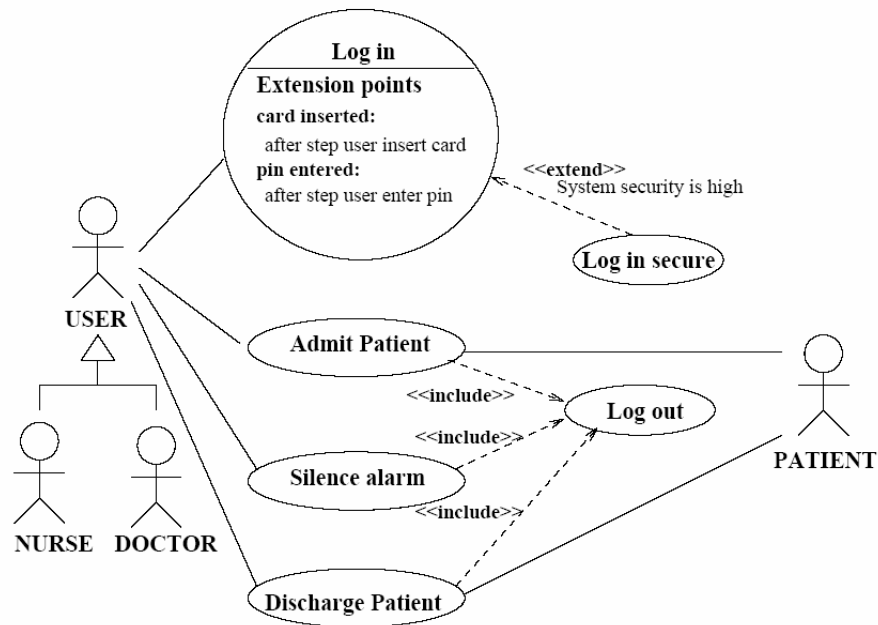 Log in
Extension points
card inserted:
after step user insert card
pin entered:
after step user enter pin
<<extend>>
System security is high
Log in secure
USER
Admit Patient
<<include>>
Log out
<<include>>
PATIENT
Silence alarm
<<include>>
NURSE DOCTOR
Discharge Patient